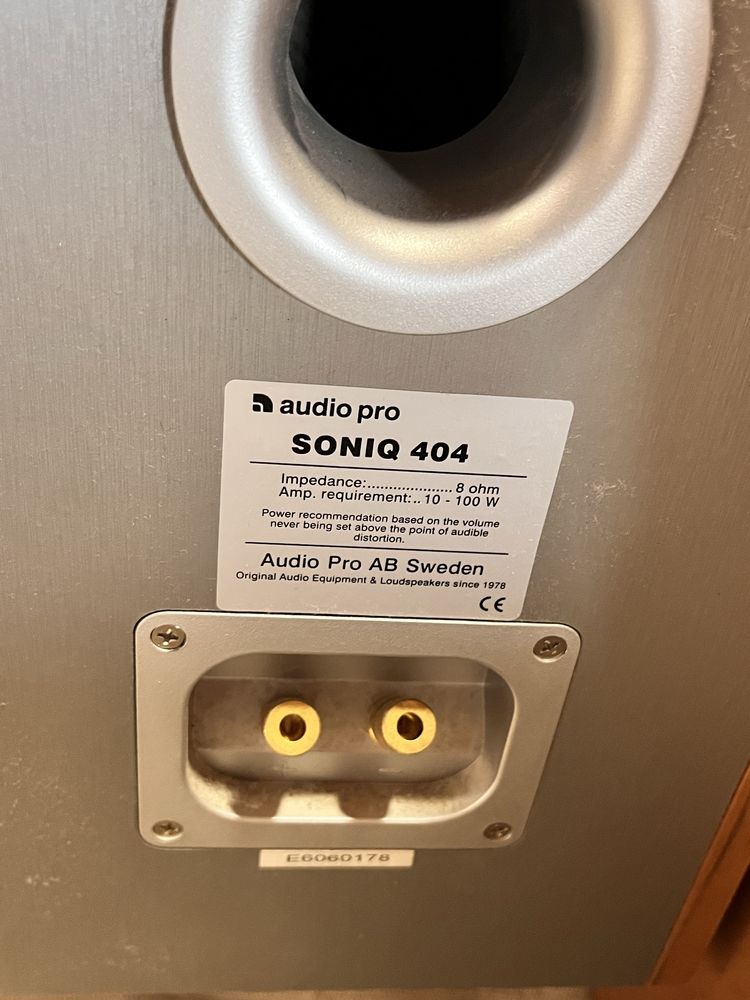 audio pro
SONIQ 404
Impedance:.................... 8 ohm
Amp. requirement:.. 10 - 100 W
Power recommendation based on the volume
never being set above the point of audible
distortion.
Audio Pro AB Sweden
Original Audio Equipment & Loudspeakers since 1978
CE
E6060178